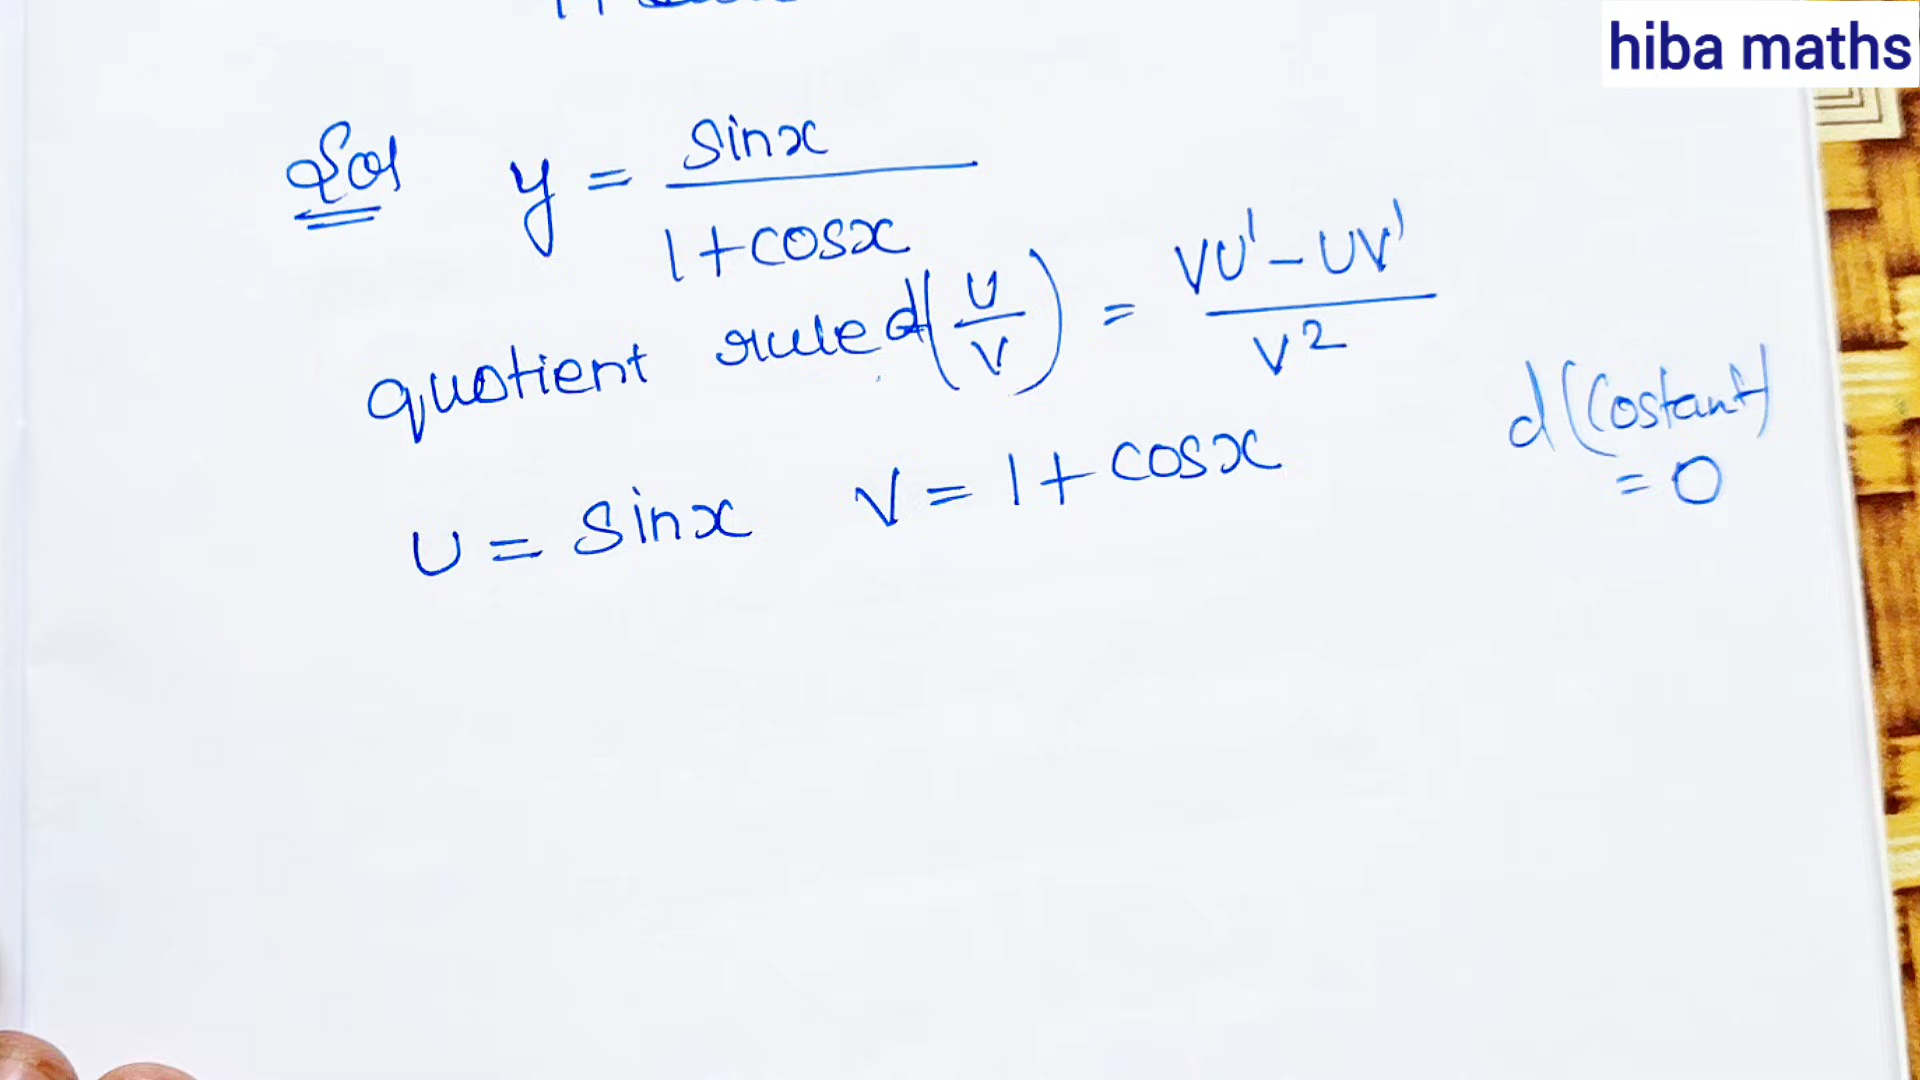 hiba maths
Sol y = sinx / 1+cosx
quotient rule d(U/V) = VU' - UV' / V²
U = sinx V = 1+cosx
d(Costant)
= 0